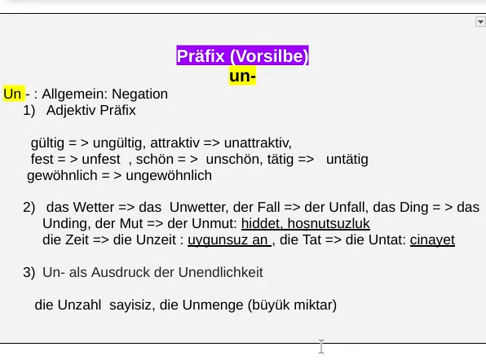 Präfix (Vorsilbe)
un-
Un - : Allgemein: Negation
1) Adjektiv Präfix
gültig = > ungültig, attraktiv => unattraktiv,
fest = > unfest , schön = > unschön, tätig => untätig
gewöhnlich = > ungewöhnlich
2) das Wetter => das Unwetter, der Fall => der Unfall, das Ding = > das
Unding, der Mut => der Unmut: hiddet, hosnutsuzluk
die Zeit => die Unzeit : uygunsuz an , die Tat => die Untat: cinayet
3) Un- als Ausdruck der Unendlichkeit
die Unzahl sayisiz, die Unmenge (büyük miktar)